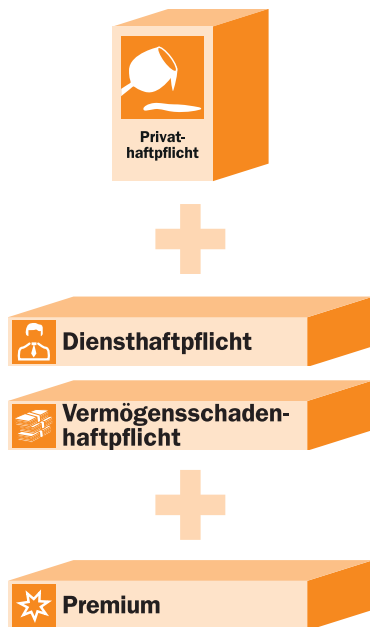 Privat-
haftpflicht
Diensthaftpflicht
Vermögensschaden-
haftpflicht
Premium